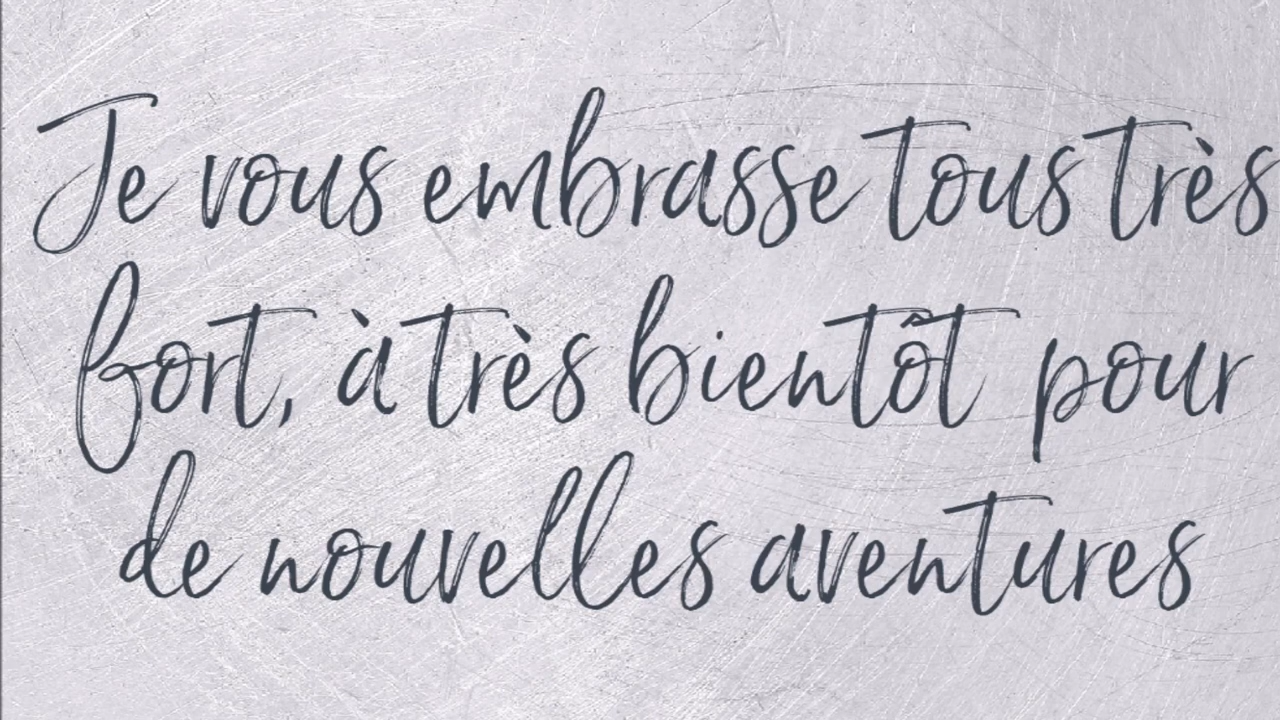 Je vous embrasse tous très
fort, à très bientôt pour
de nouvelles aventures